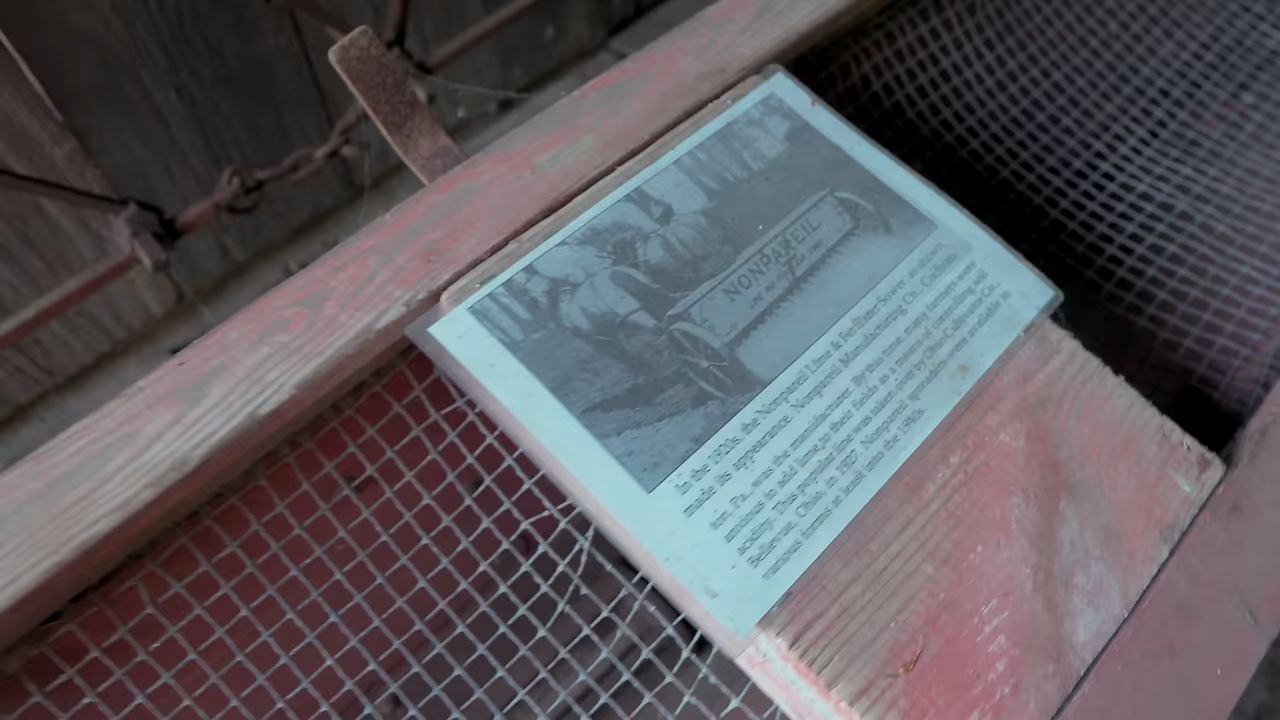 NONPAREIL
In the 1920s, the Nonpareil Lime & Fertilizer Sower, as show
made its appearance. Nonpareil Manufacturing Co., Cochran-
ton, Pa., was the manufacturer. By this time, many farmers were
anxious to add lime to their fields as a means of controlling soil
acidity. This popular line was taken over by Ohio Cultivator Co.,
Bellevue, Ohio, in 1927. Nonpareil spreaders were available in
various forms at least into the 1940s.